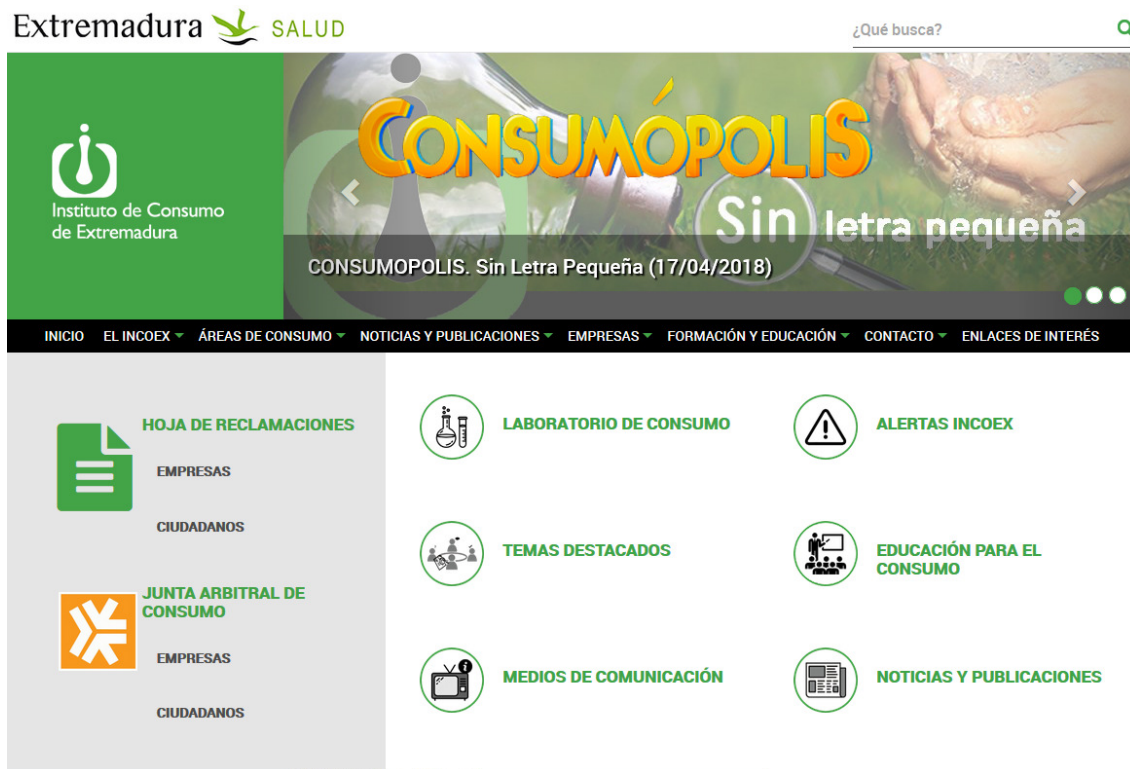 Extremadura SALUD
¿Qué busca?
Instituto de Consumo
de Extremadura
CONSUMÓPOLIS
Sin letra pequeña
CONSUMOPOLIS. Sin Letra Pequeña (17/04/2018)
INICIO EL INCOEX ÁREAS DE CONSUMO NOTICIAS Y PUBLICACIONES EMPRESAS FORMACIÓN Y EDUCACIÓN CONTACTO ENLACES DE INTERÉS
HOJA DE RECLAMACIONES
EMPRESAS
CIUDADANOS
JUNTA ARBITRAL DE
CONSUMO
EMPRESAS
CIUDADANOS
LABORATORIO DE CONSUMO
ALERTAS INCOEX
TEMAS DESTACADOS
EDUCACIÓN PARA EL
CONSUMO
MEDIOS DE COMUNICACIÓN
NOTICIAS Y PUBLICACIONES